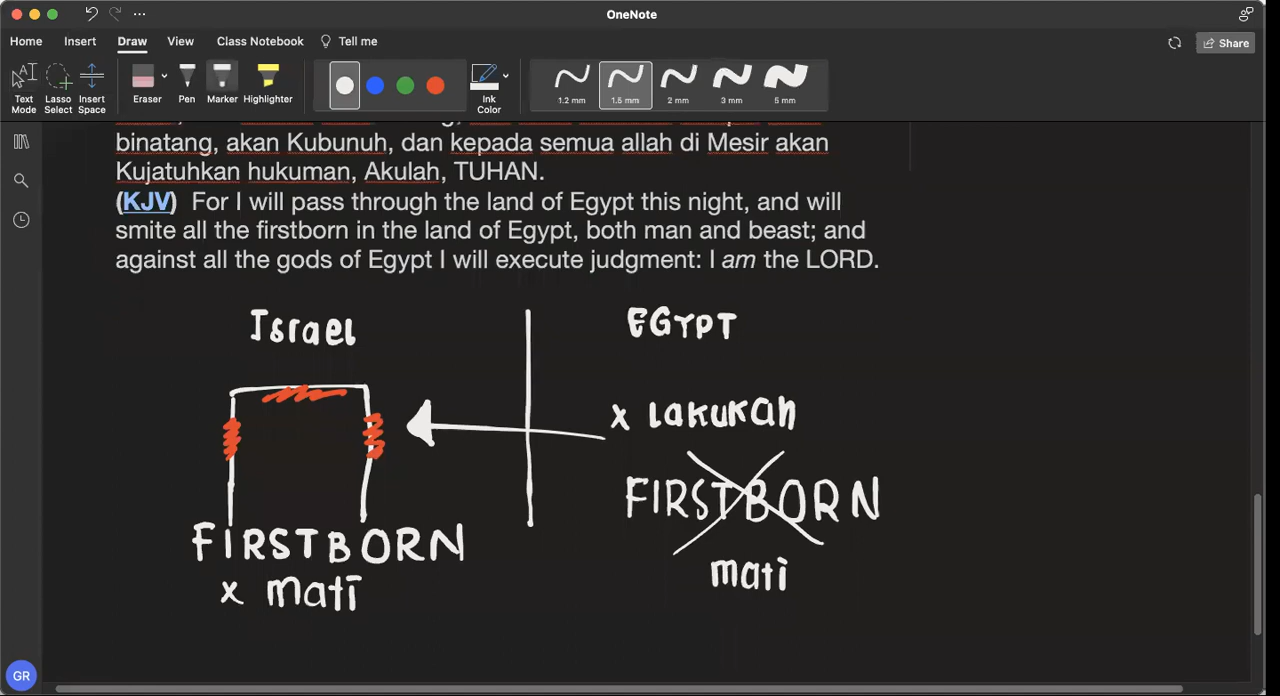 OneNote
Home Insert Draw View Class Notebook Tell me
Share
Text Mode
Lasso Select
Insert Space
Eraser
Pen
Marker
Highlighter
Ink Color
1.2 mm
1.5 mm
2 mm
3 mm
5 mm
binatang, akan Kubunuh, dan kepada semua allah di Mesir akan
Kujatuhkan hukuman, Akulah, TUHAN.
(KJV) For I will pass through the land of Egypt this night, and will
smite all the firstborn in the land of Egypt, both man and beast; and
against all the gods of Egypt I will execute judgment: I am the LORD.
Israel
EGYPT
x lakukan
FIRSTBORN
mati
FIRSTBORN
x mati
GR